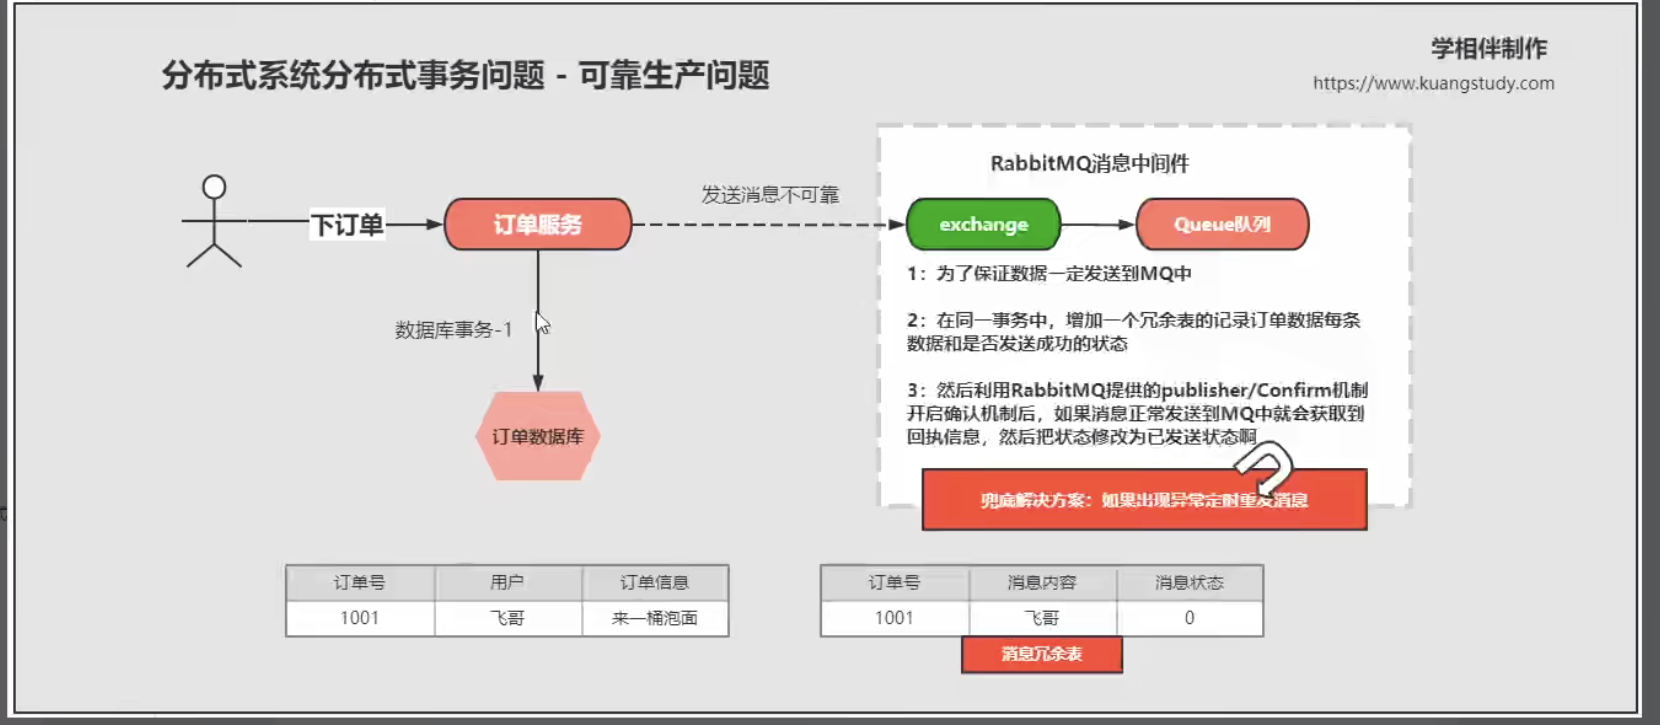 学相伴制作
分布式系统分布式事务问题 - 可靠生产问题
https://www.kuangstudy.com
RabbitMQ消息中间件
发送消息不可靠
下订单
订单服务
exchange
Queue队列
1：为了保证数据一定发送到MQ中
2：在同一事务中，增加一个冗余表的记录订单数据每条
数据和是否发送成功的状态
数据库事务-1
3：然后利用RabbitMQ提供的publisher/Confirm机制
开启确认机制后，如果消息正常发送到MQ中就会获取到
回执信息，然后把状态修改为已发送状态啊
订单数据库
兜底解决方案：如果出现异常定时重发消息
订单号 用户 订单信息
1001 飞哥 来一桶泡面
订单号 消息内容 消息状态
1001 飞哥 0
消息冗余表